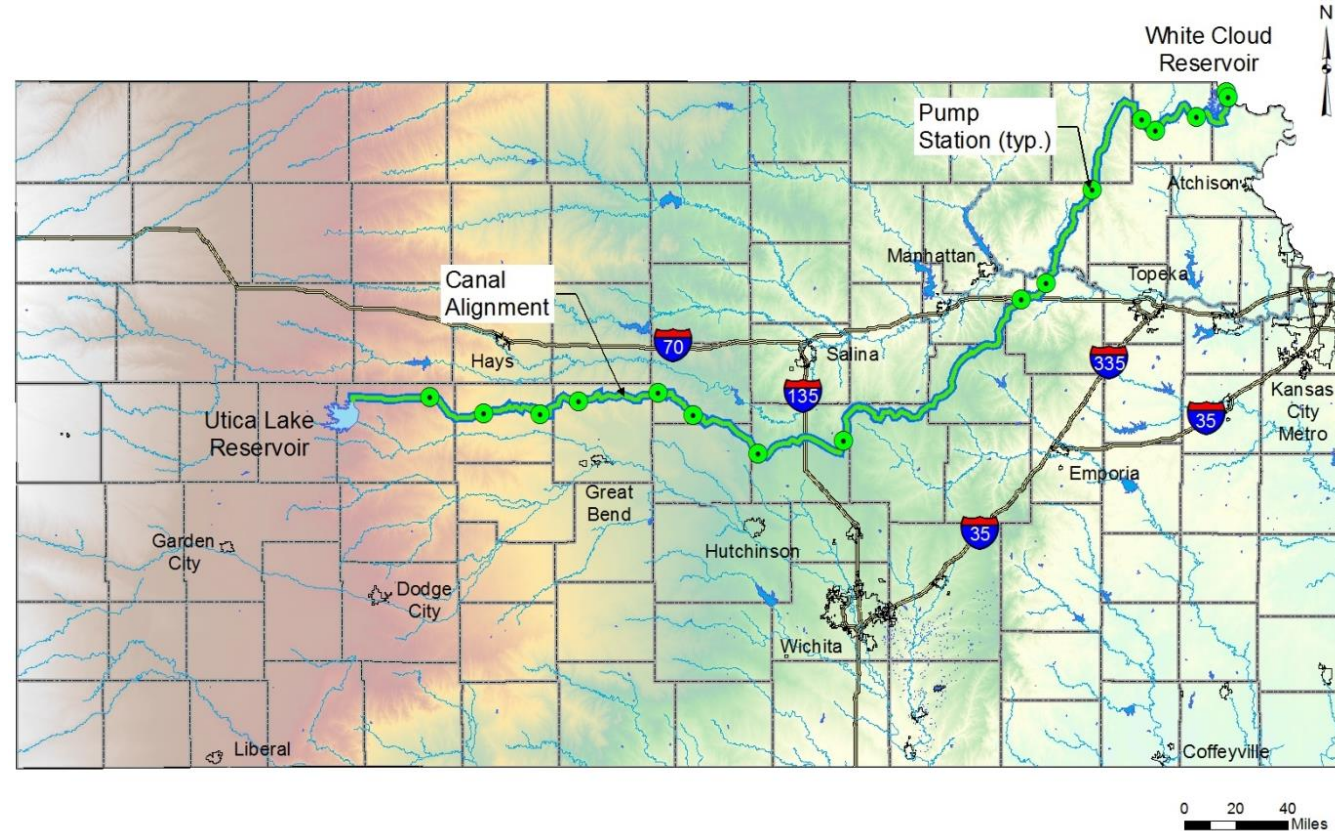 N
White Cloud
Reservoir
Pump
Station (typ.)
Atchison
Manhattan
Topeka
Canal
Alignment
70
Hays
Salina
335
135
Kansas
City
Metro
35
Utica Lake
Reservoir
Emporia
Great
Bend
35
Hutchinson
Garden
City
Dodge
City
Wichita
Liberal
Coffeyville
0 20 40
Miles